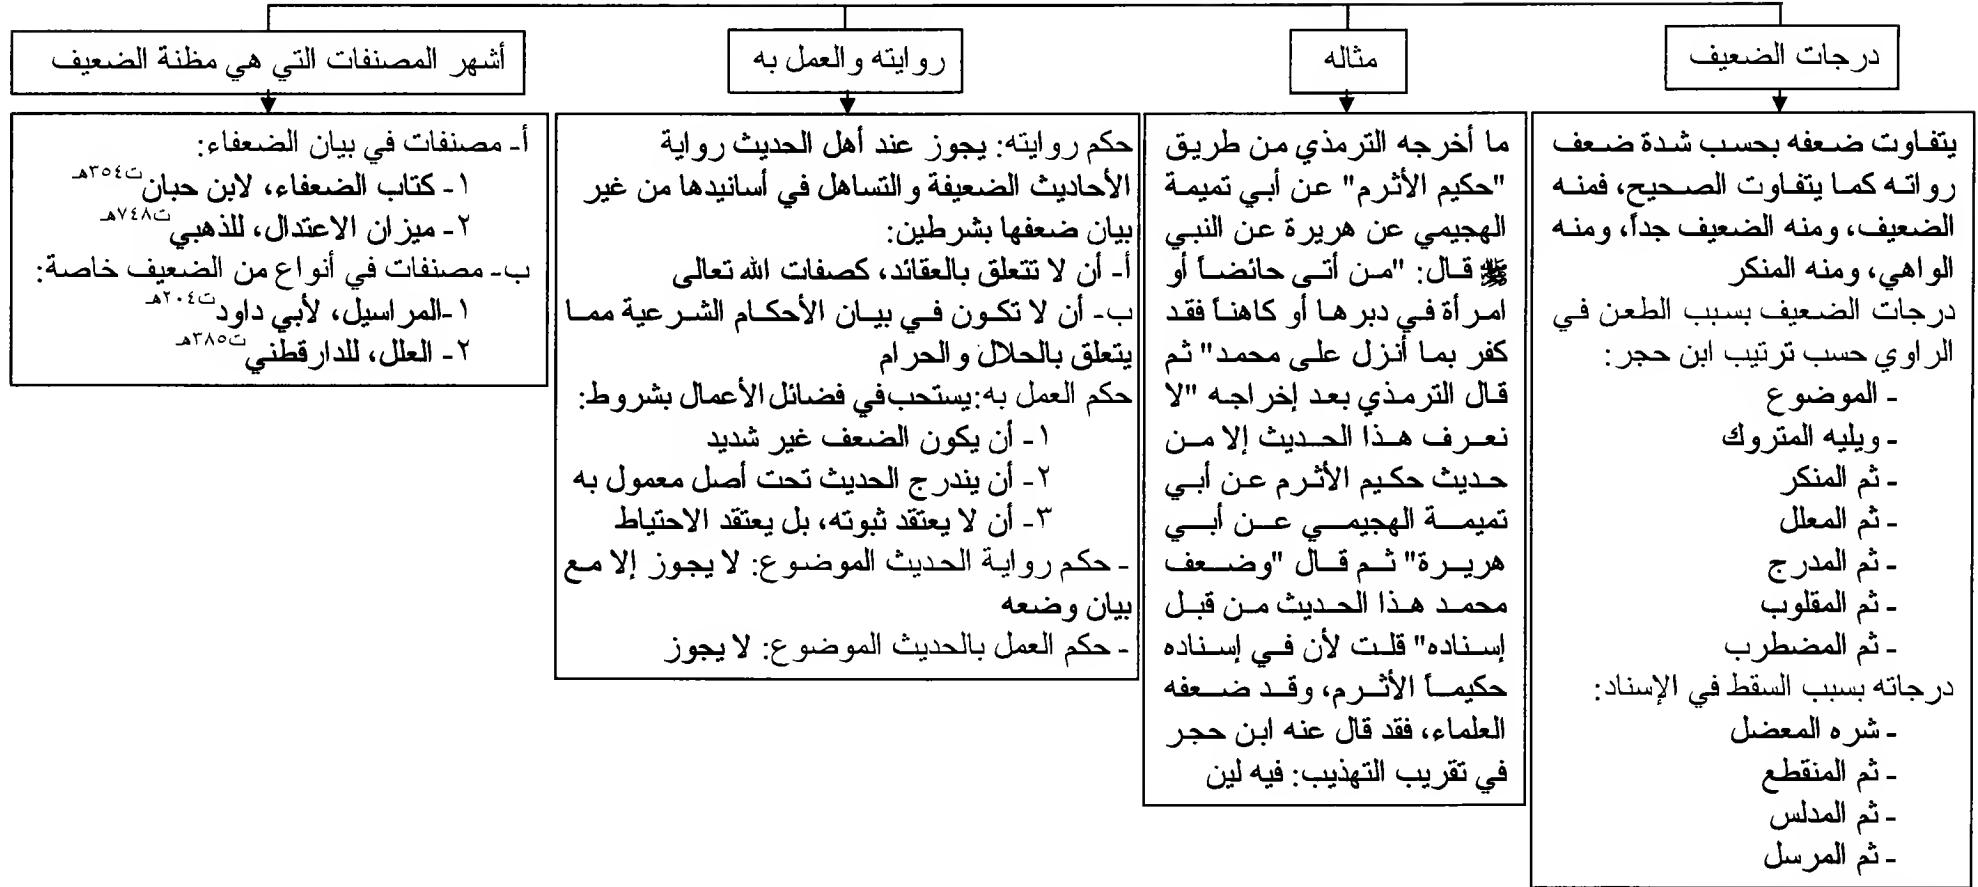 درجات الضعيف
يتفاوت ضعفه بحسب شدة ضعف
رواته كما يتفاوت الصحيح، فمنه
الضعيف، ومنه الضعيف جداً، ومنه
الواهي، ومنه المنكر
درجات الضعيف بسبب الطعن في
الراوي حسب ترتيب ابن حجر:
- الموضوع
- ويليه المتروك
- ثم المنكر
- ثم المعلل
- ثم المدرج
- ثم المقلوب
- ثم المضطرب
درجاته بسبب السقط في الإسناد:
- شره المعضل
- ثم المنقطع
- ثم المدلس
- ثم المرسل
مثاله
ما أخرجه الترمذي من طريق
"حكيم الأثرم" عن أبي تميمة
الهجيمي عن هريرة عن النبي
ﷺ قال: "من أتى حائضاً أو
امرأة في دبرها أو كاهناً فقد
كفر بما أنزل على محمد" ثم
قال الترمذي بعد إخراجه "لا
نعرف هذا الحديث إلا من
حديث حكيم الأثرم عن أبي
تميمة الهجيمي عن أبي
هريرة" ثم قال "وضعف
محمد هذا الحديث من قبل
إسناده" قلت لأن في إسناده
حكيماً الأثرم، وقد ضعفه
العلماء، فقد قال عنه ابن حجر
في تقريب التهذيب: فيه لين
روايته والعمل به
حكم روايته: يجوز عند أهل الحديث رواية
الأحاديث الضعيفة والتساهل في أسانيدها من غير
بيان ضعفها بشرطين:
أ- أن لا تتعلق بالعقائد، كصفات الله تعالى
ب- أن لا تكون في بيان الأحكام الشرعية مما
يتعلق بالحلال والحرام
حكم العمل به:يستحب في فضائل الأعمال بشروط:
١- أن يكون الضعف غير شديد
٢- أن يندرج الحديث تحت أصل معمول به
٣- أن لا يعتقد ثبوته، بل يعتقد الاحتياط
- حكم رواية الحديث الموضوع: لا يجوز إلا مع
بيان وضعه
- حكم العمل بالحديث الموضوع: لا يجوز
أشهر المصنفات التي هي مظنة الضعيف
أ- مصنفات في بيان الضعفاء:
١- كتاب الضعفاء، لابن حبان ت٣٥٤هـ
٢- ميزان الاعتدال، للذهبي ت٧٤٨هـ
ب- مصنفات في أنواع من الضعيف خاصة:
١-المراسيل، لأبي داود ت٢٠٤هـ
٢- العلل، للدارقطني ت٣٨٥هـ